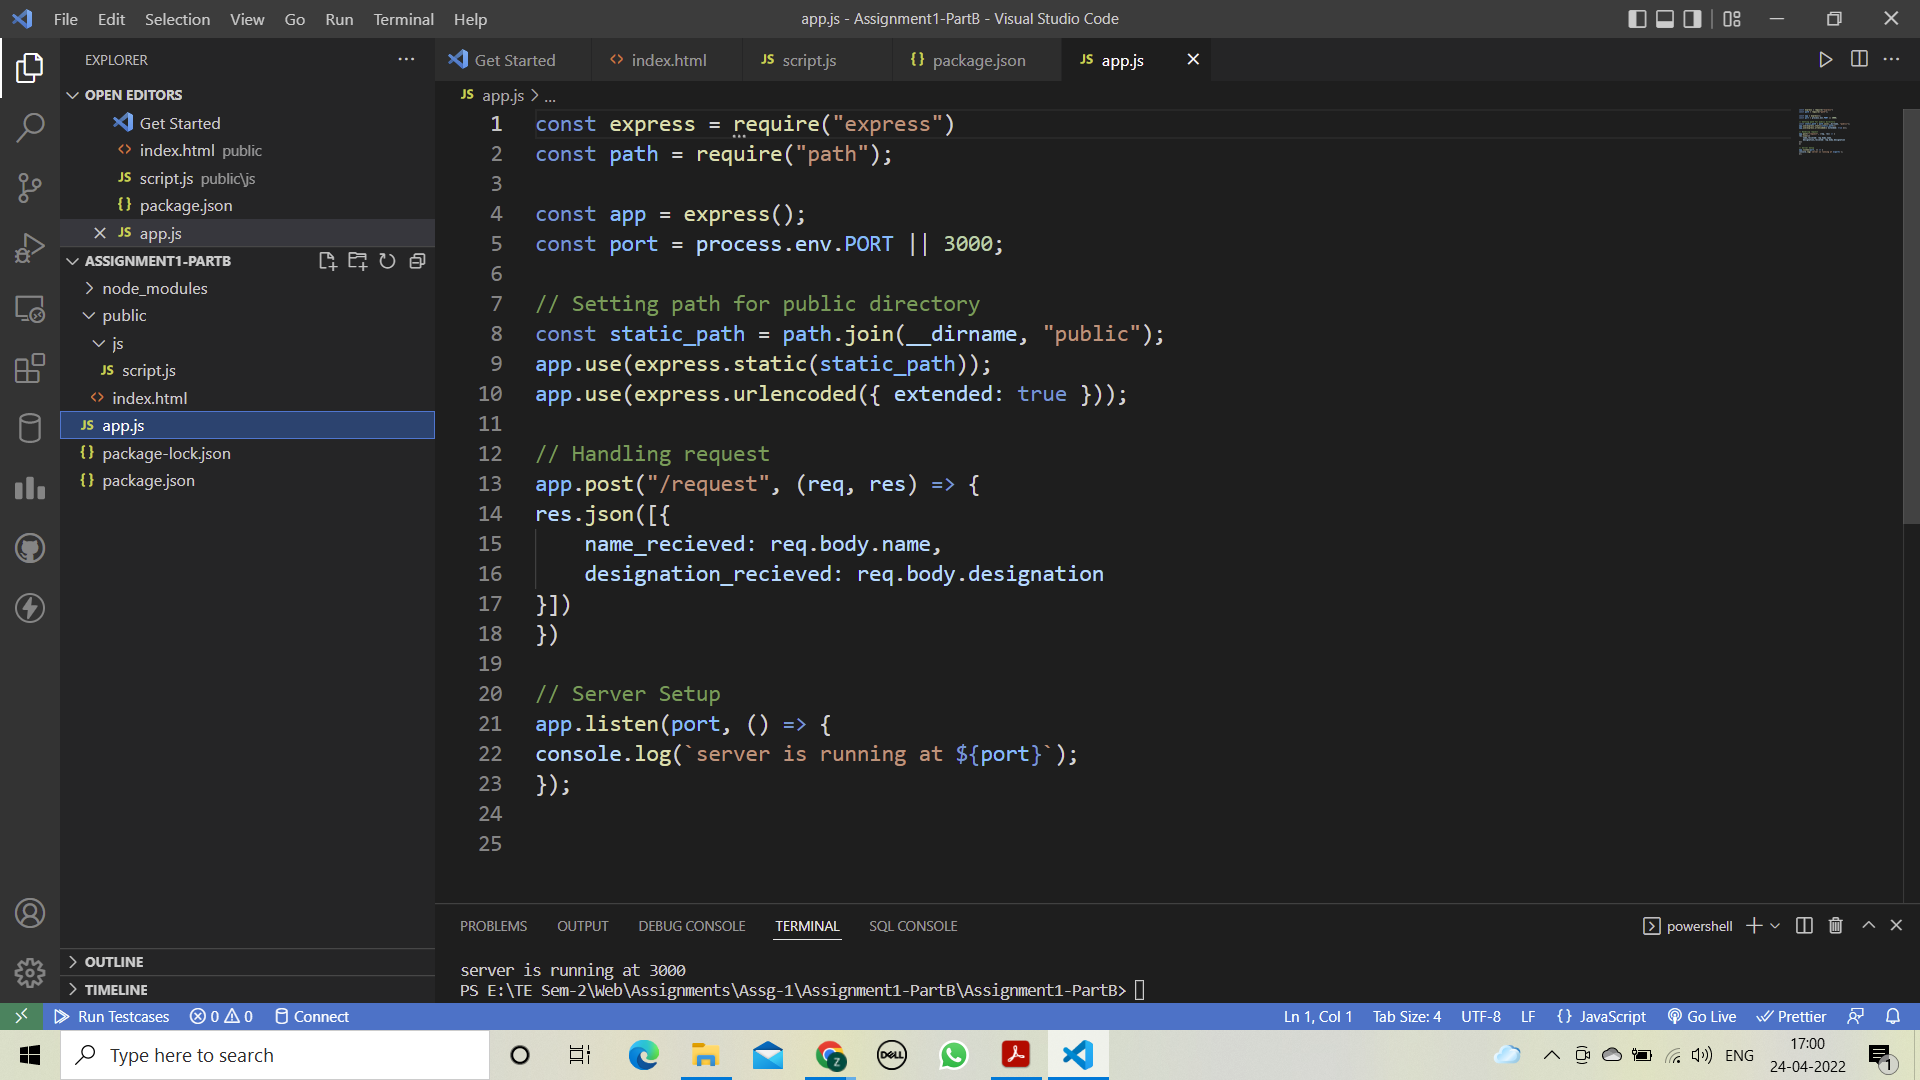 File Edit Selection View Go Run Terminal Help
app.js - Assignment1-PartB - Visual Studio Code
EXPLORER
OPEN EDITORS
Get Started
index.html public
script.js public\js
package.json
app.js
ASSIGNMENT1-PARTB
node_modules
public
js
script.js
index.html
app.js
package-lock.json
package.json
OUTLINE
TIMELINE
Get Started index.html script.js package.json app.js
app.js > ...
1 const express = require("express")
2 const path = require("path");
3
4 const app = express();
5 const port = process.env.PORT || 3000;
6
7 // Setting path for public directory
8 const static_path = path.join(__dirname, "public");
9 app.use(express.static(static_path));
10 app.use(express.urlencoded({ extended: true }));
11
12 // Handling request
13 app.post("/request", (req, res) => {
14 res.json([{
15     name_recieved: req.body.name,
16     designation_recieved: req.body.designation
17 }])
18 })
19
20 // Server Setup
21 app.listen(port, () => {
22 console.log(`server is running at ${port}`);
23 });
24
25
PROBLEMS OUTPUT DEBUG CONSOLE TERMINAL SQL CONSOLE
powershell
server is running at 3000
PS E:\TE Sem-2\Web\Assignments\Assg-1\Assignment1-PartB\Assignment1-PartB>
Run Testcases 0 0 Connect
Ln 1, Col 1 Tab Size: 4 UTF-8 LF {} JavaScript Go Live Prettier
Type here to search
DELL
Z
ENG
17:00
24-04-2022
1